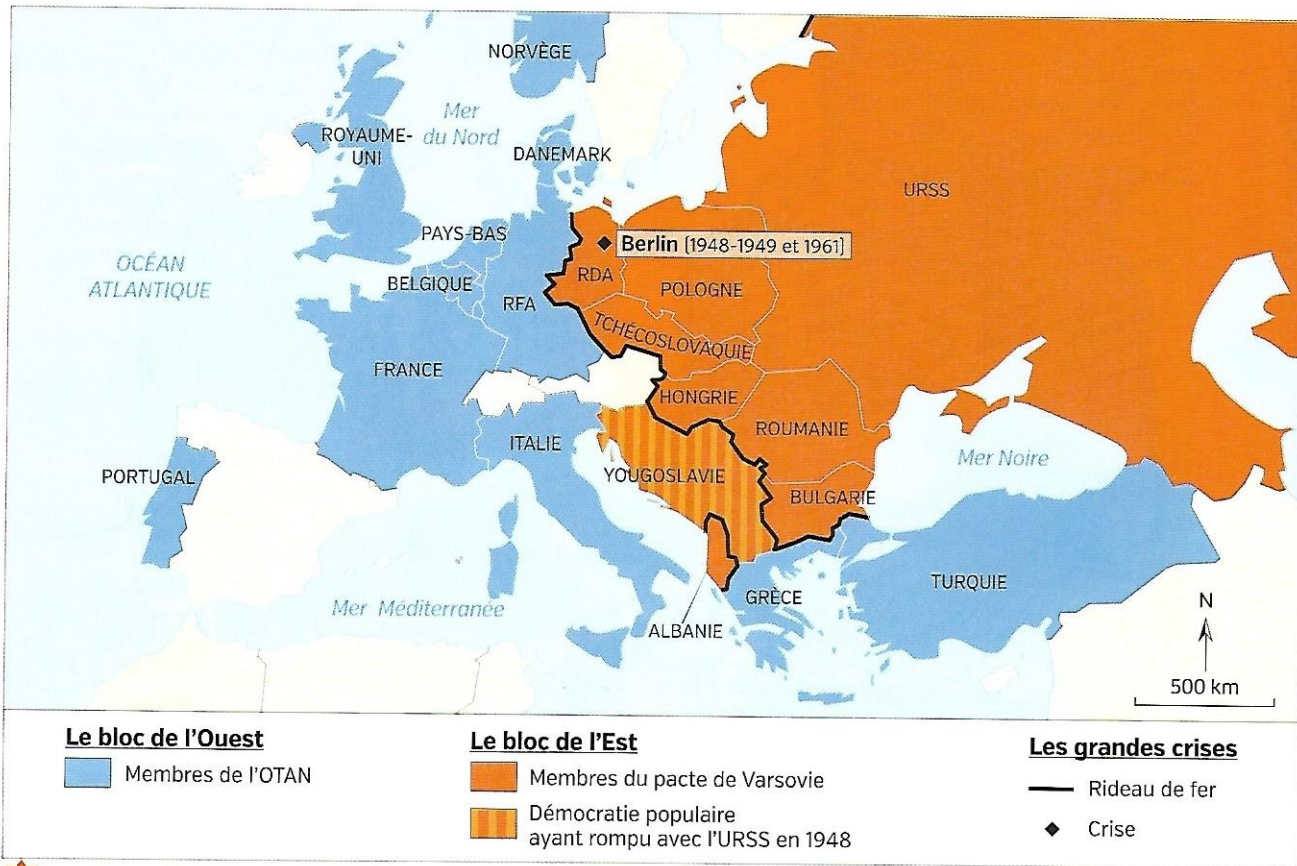 NORVÈGE
Mer
du Nord
ROYAUME-
UNI
DANEMARK
URSS
PAYS-BAS
Berlin (1948-1949 et 1961)
OCÉAN
ATLANTIQUE
BELGIQUE
RDA
POLOGNE
RFA
TCHÉCOSLOVAQUIE
FRANCE
HONGRIE
ROUMANIE
ITALIE
Mer Noire
PORTUGAL
YOUGOSLAVIE
BULGARIE
TURQUIE
Mer Méditerranée
GRÈCE
ALBANIE
N
500 km
Le bloc de l'Ouest
Membres de l'OTAN
Le bloc de l'Est
Membres du pacte de Varsovie
Démocratie populaire
ayant rompu avec l'URSS en 1948
Les grandes crises
Rideau de fer
Crise